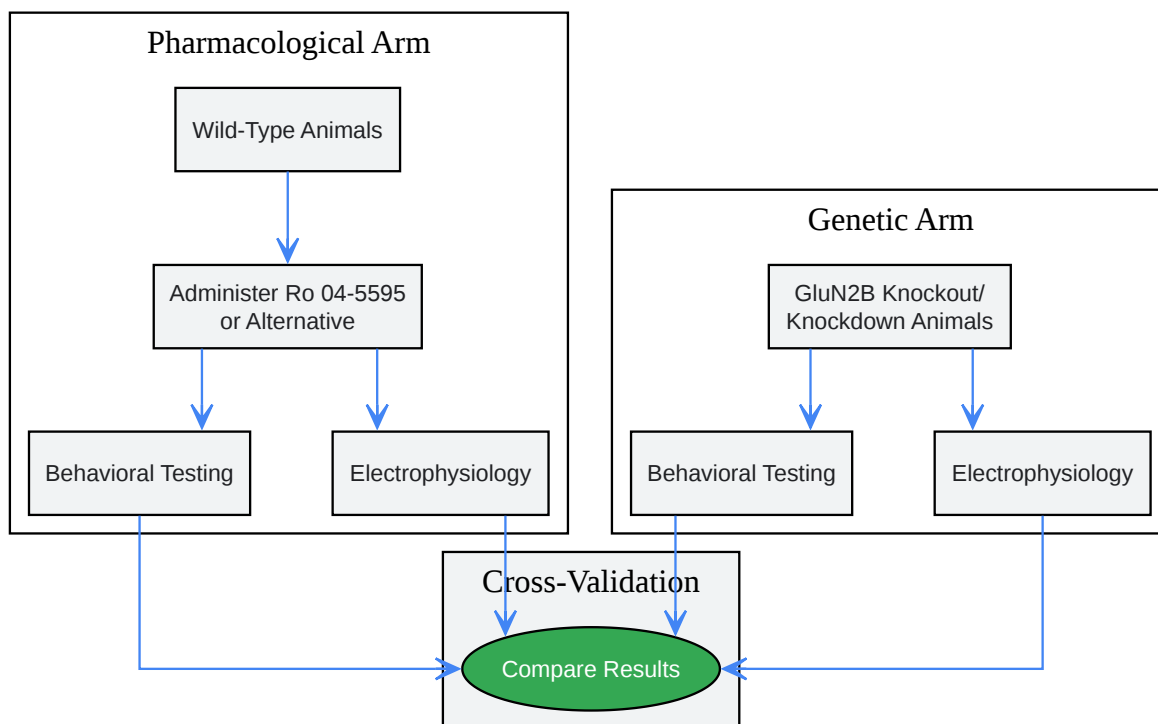 Pharmacological Arm
Wild-Type Animals
Administer Ro 04-5595
or Alternative
Behavioral Testing
Electrophysiology
Genetic Arm
GluN2B Knockout/
Knockdown Animals
Behavioral Testing
Electrophysiology
Cross-Validation
Compare Results